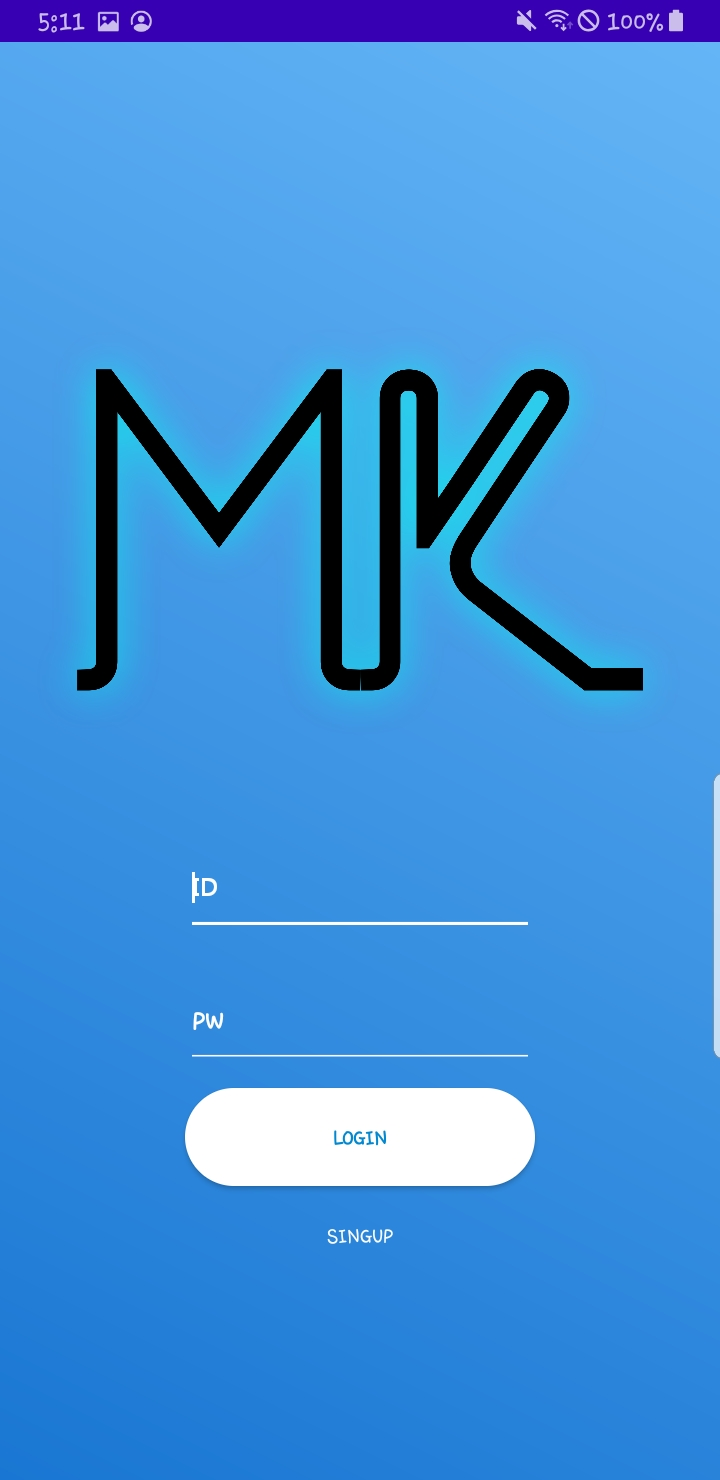 5:11 100%
MK
ID
PW
LOGIN
SINGUP